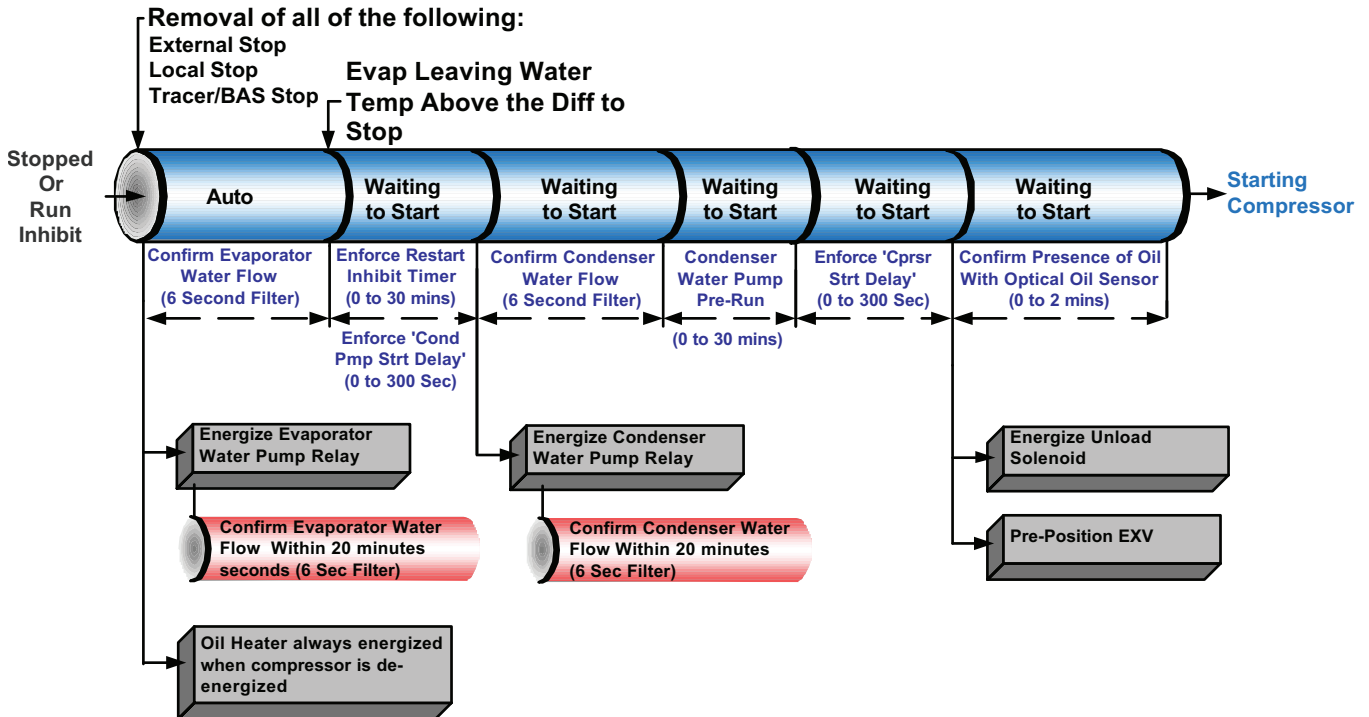 Removal of all of the following:
External Stop
Local Stop
Tracer/BAS Stop
Evap Leaving Water
Temp Above the Diff to
Stop
Stopped
Or
Run
Inhibit
Auto
Waiting
to Start
Waiting
to Start
Waiting
to Start
Waiting
to Start
Waiting
to Start
Starting
Compressor
Confirm Evaporator
Water Flow
(6 Second Filter)
Enforce Restart
Inhibit Timer
(0 to 30 mins)
Enforce 'Cond
Pmp Strt Delay'
(0 to 300 Sec)
Confirm Condenser
Water Flow
(6 Second Filter)
Condenser
Water Pump
Pre-Run
(0 to 30 mins)
Enforce 'Cprsr
Strt Delay'
(0 to 300 Sec)
Confirm Presence of Oil
With Optical Oil Sensor
(0 to 2 mins)
Energize Evaporator
Water Pump Relay
Confirm Evaporator Water
Flow Within 20 minutes
seconds (6 Sec Filter)
Oil Heater always energized
when compressor is de-
energized
Energize Condenser
Water Pump Relay
Confirm Condenser Water
Flow Within 20 minutes
(6 Sec Filter)
Energize Unload
Solenoid
Pre-Position EXV